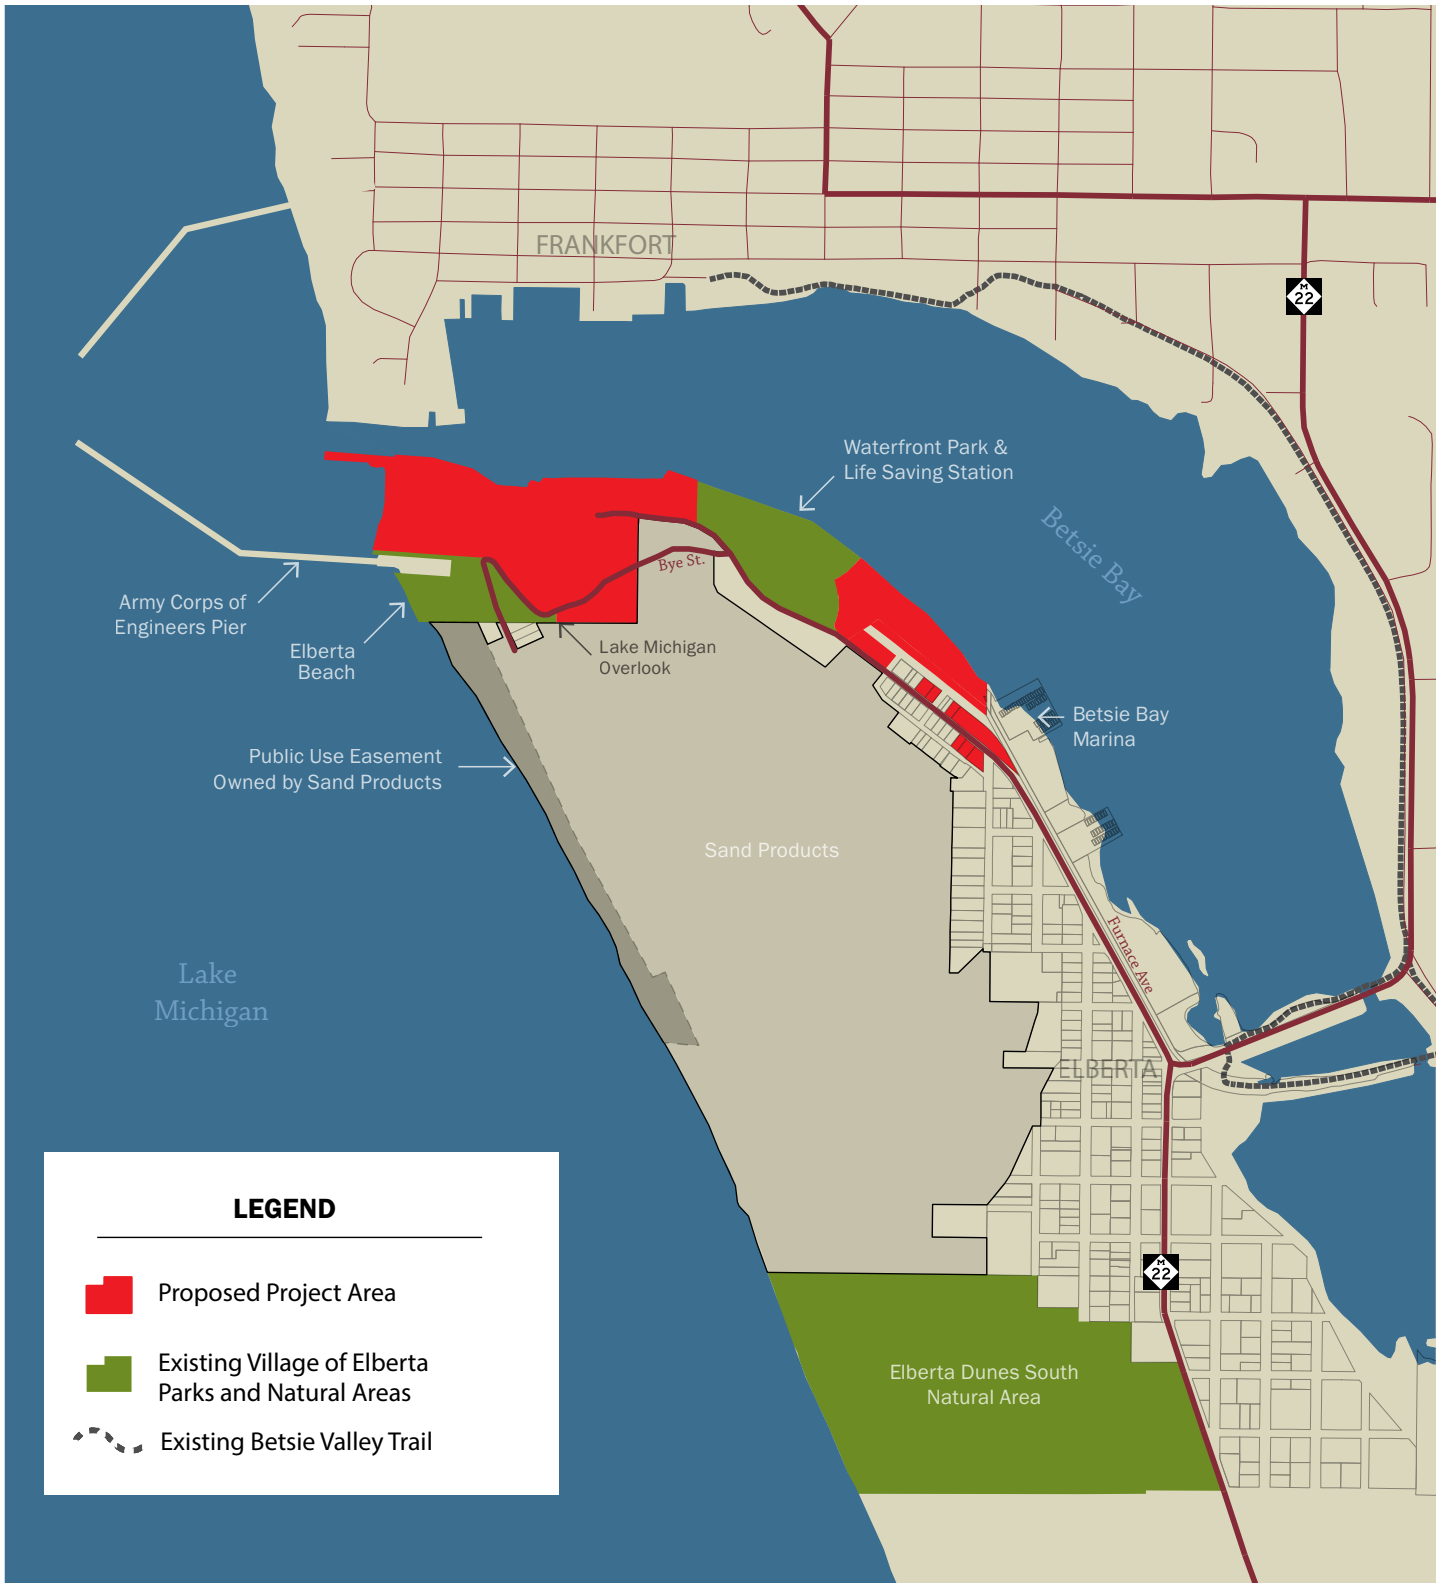 FRANKFORT
M
22
Waterfront Park &
Life Saving Station
Betsie Bay
Bye St.
Army Corps of
Engineers Pier
Elberta
Beach
Lake Michigan
Overlook
Betsie Bay
Marina
Public Use Easement
Owned by Sand Products
Sand Products
Furnace Ave
Lake
Michigan
ELBERTA
M
22
Elberta Dunes South
Natural Area
LEGEND
Proposed Project Area
Existing Village of Elberta
Parks and Natural Areas
Existing Betsie Valley Trail